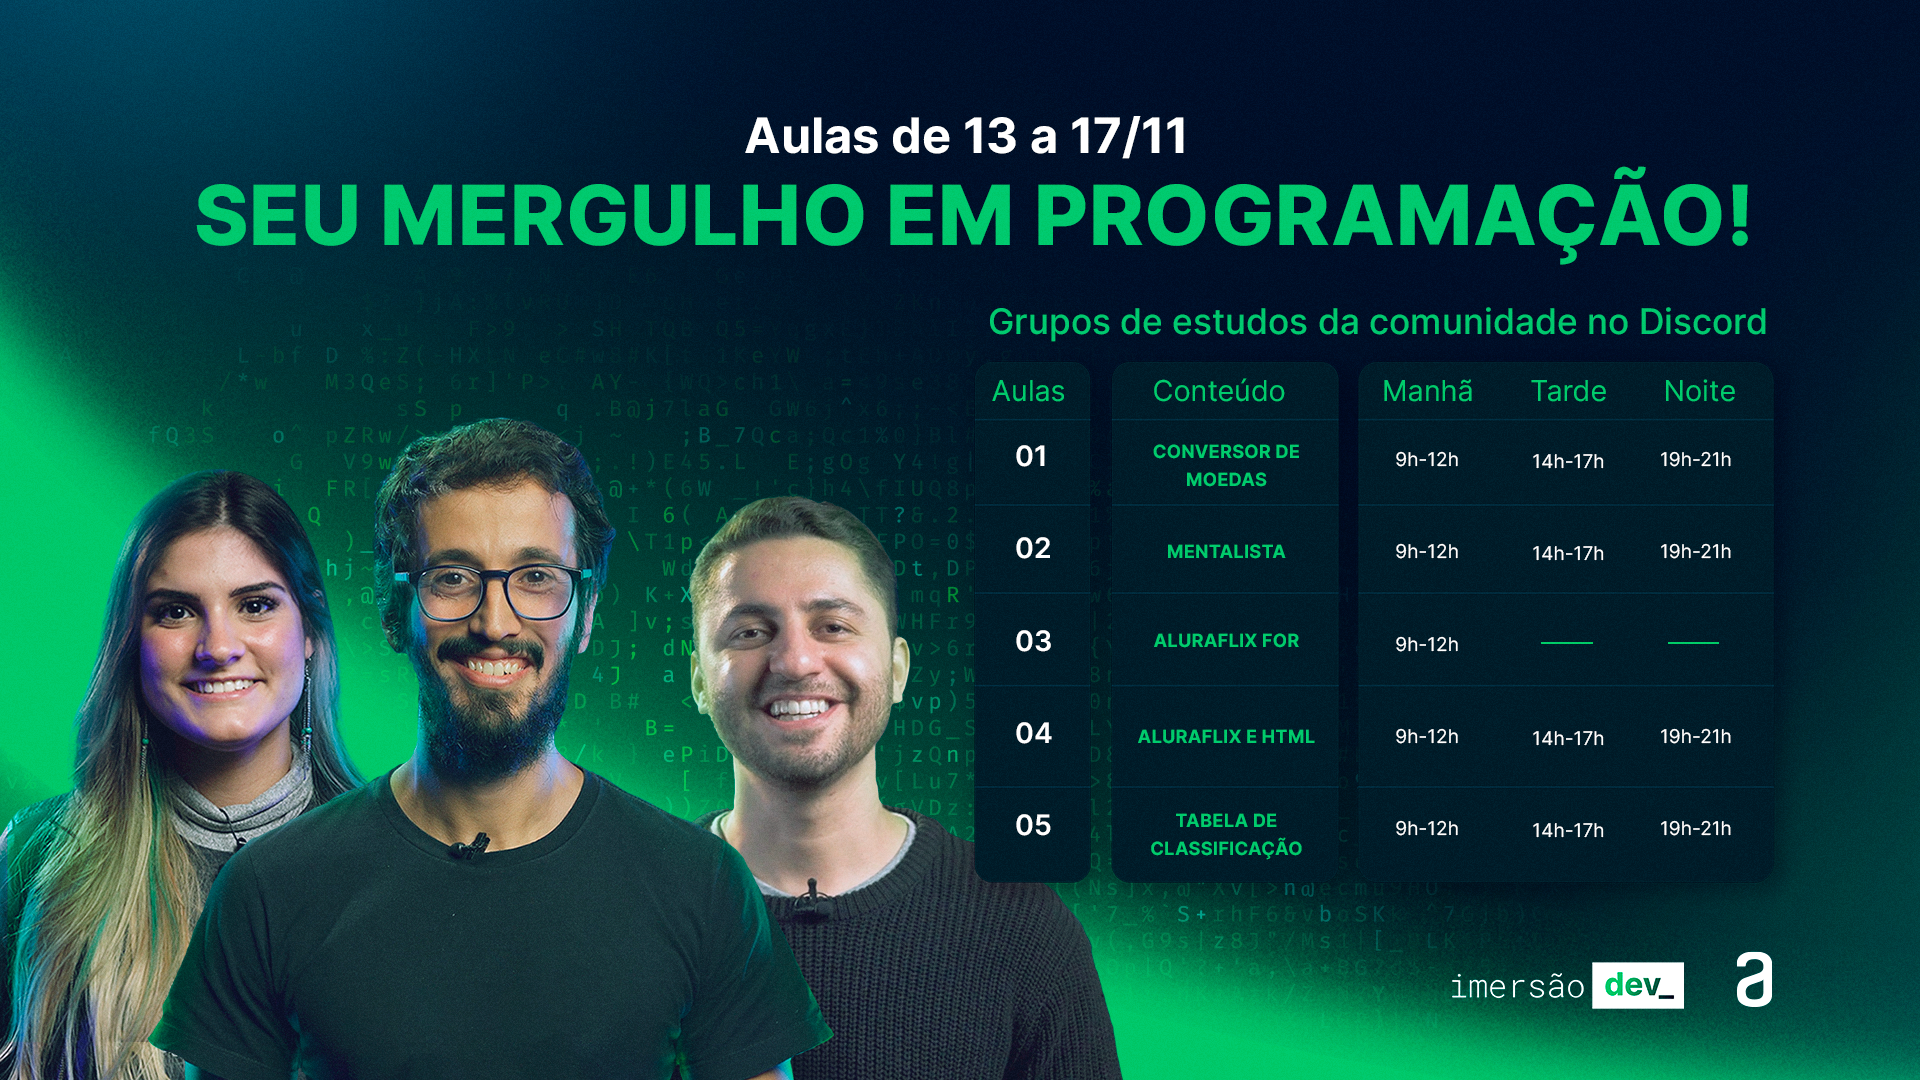 Aulas de 13 a 17/11
SEU MERGULHO EM PROGRAMAÇÃO!
Grupos de estudos da comunidade no Discord
Aulas Conteúdo Manhã Tarde Noite
01 CONVERSOR DE MOEDAS 9h-12h 14h-17h 19h-21h
02 MENTALISTA 9h-12h 14h-17h 19h-21h
03 ALURAFLIX FOR 9h-12h
04 ALURAFLIX E HTML 9h-12h 14h-17h 19h-21h
05 TABELA DE CLASSIFICAÇÃO 9h-12h 14h-17h 19h-21h
imersão dev_ a